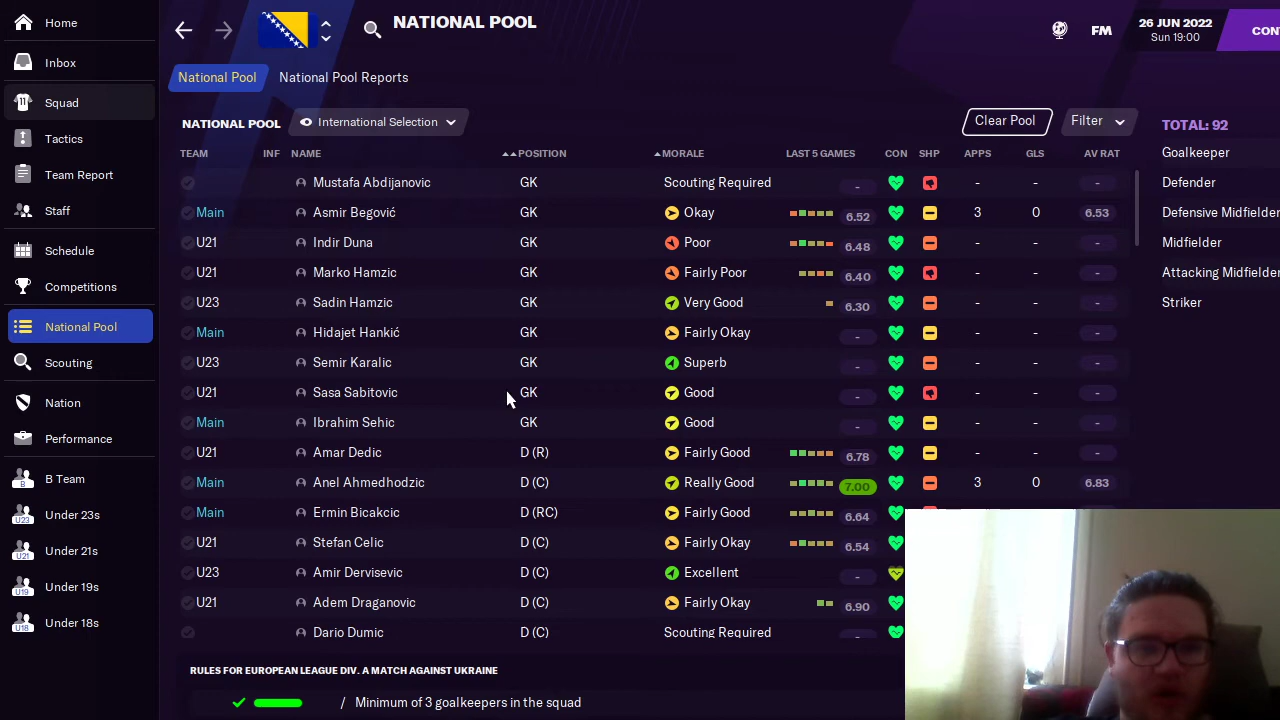 Home
NATIONAL POOL
FM
26 JUN 2022
Sun 19:00
CON
Inbox
National Pool
National Pool Reports
Squad
11
NATIONAL POOL
International Selection
Clear Pool
Filter
TOTAL: 92
Tactics
TEAM INF NAME POSITION MORALE LAST 5 GAMES CON SHP APPS GLS AV RAT
Goalkeeper
Team Report
Mustafa Abdijanovic GK Scouting Required - - - -
Defender
Staff
Main Asmir Begović GK Okay 6.52 3 0 6.53
Defensive Midfielder
Schedule
U21 Indir Duna GK Poor 6.48 - - -
Midfielder
Competitions
U21 Marko Hamzic GK Fairly Poor 6.40 - - -
Attacking Midfielder
National Pool
U23 Sadin Hamzic GK Very Good 6.30 - - -
Striker
Scouting
Main Hidajet Hankić GK Fairly Okay - - - -
U23 Semir Karalic GK Superb - - - -
Nation
U21 Sasa Sabitovic GK Good - - - -
Performance
Main Ibrahim Sehic GK Good - - - -
U21 Amar Dedic D (R) Fairly Good 6.78 - - -
B
B Team
Main Anel Ahmedhodzic D (C) Really Good 7.00 3 0 6.83
U23
Under 23s
Main Ermin Bicakcic D (RC) Fairly Good 6.64
U21
Under 21s
U21 Stefan Celic D (C) Fairly Okay 6.54
U19
Under 19s
U23 Amir Dervisevic D (C) Excellent -
U18
Under 18s
U21 Adem Draganovic D (C) Fairly Okay 6.90
Dario Dumic D (C) Scouting Required -
RULES FOR EUROPEAN LEAGUE DIV. A MATCH AGAINST UKRAINE
/ Minimum of 3 goalkeepers in the squad